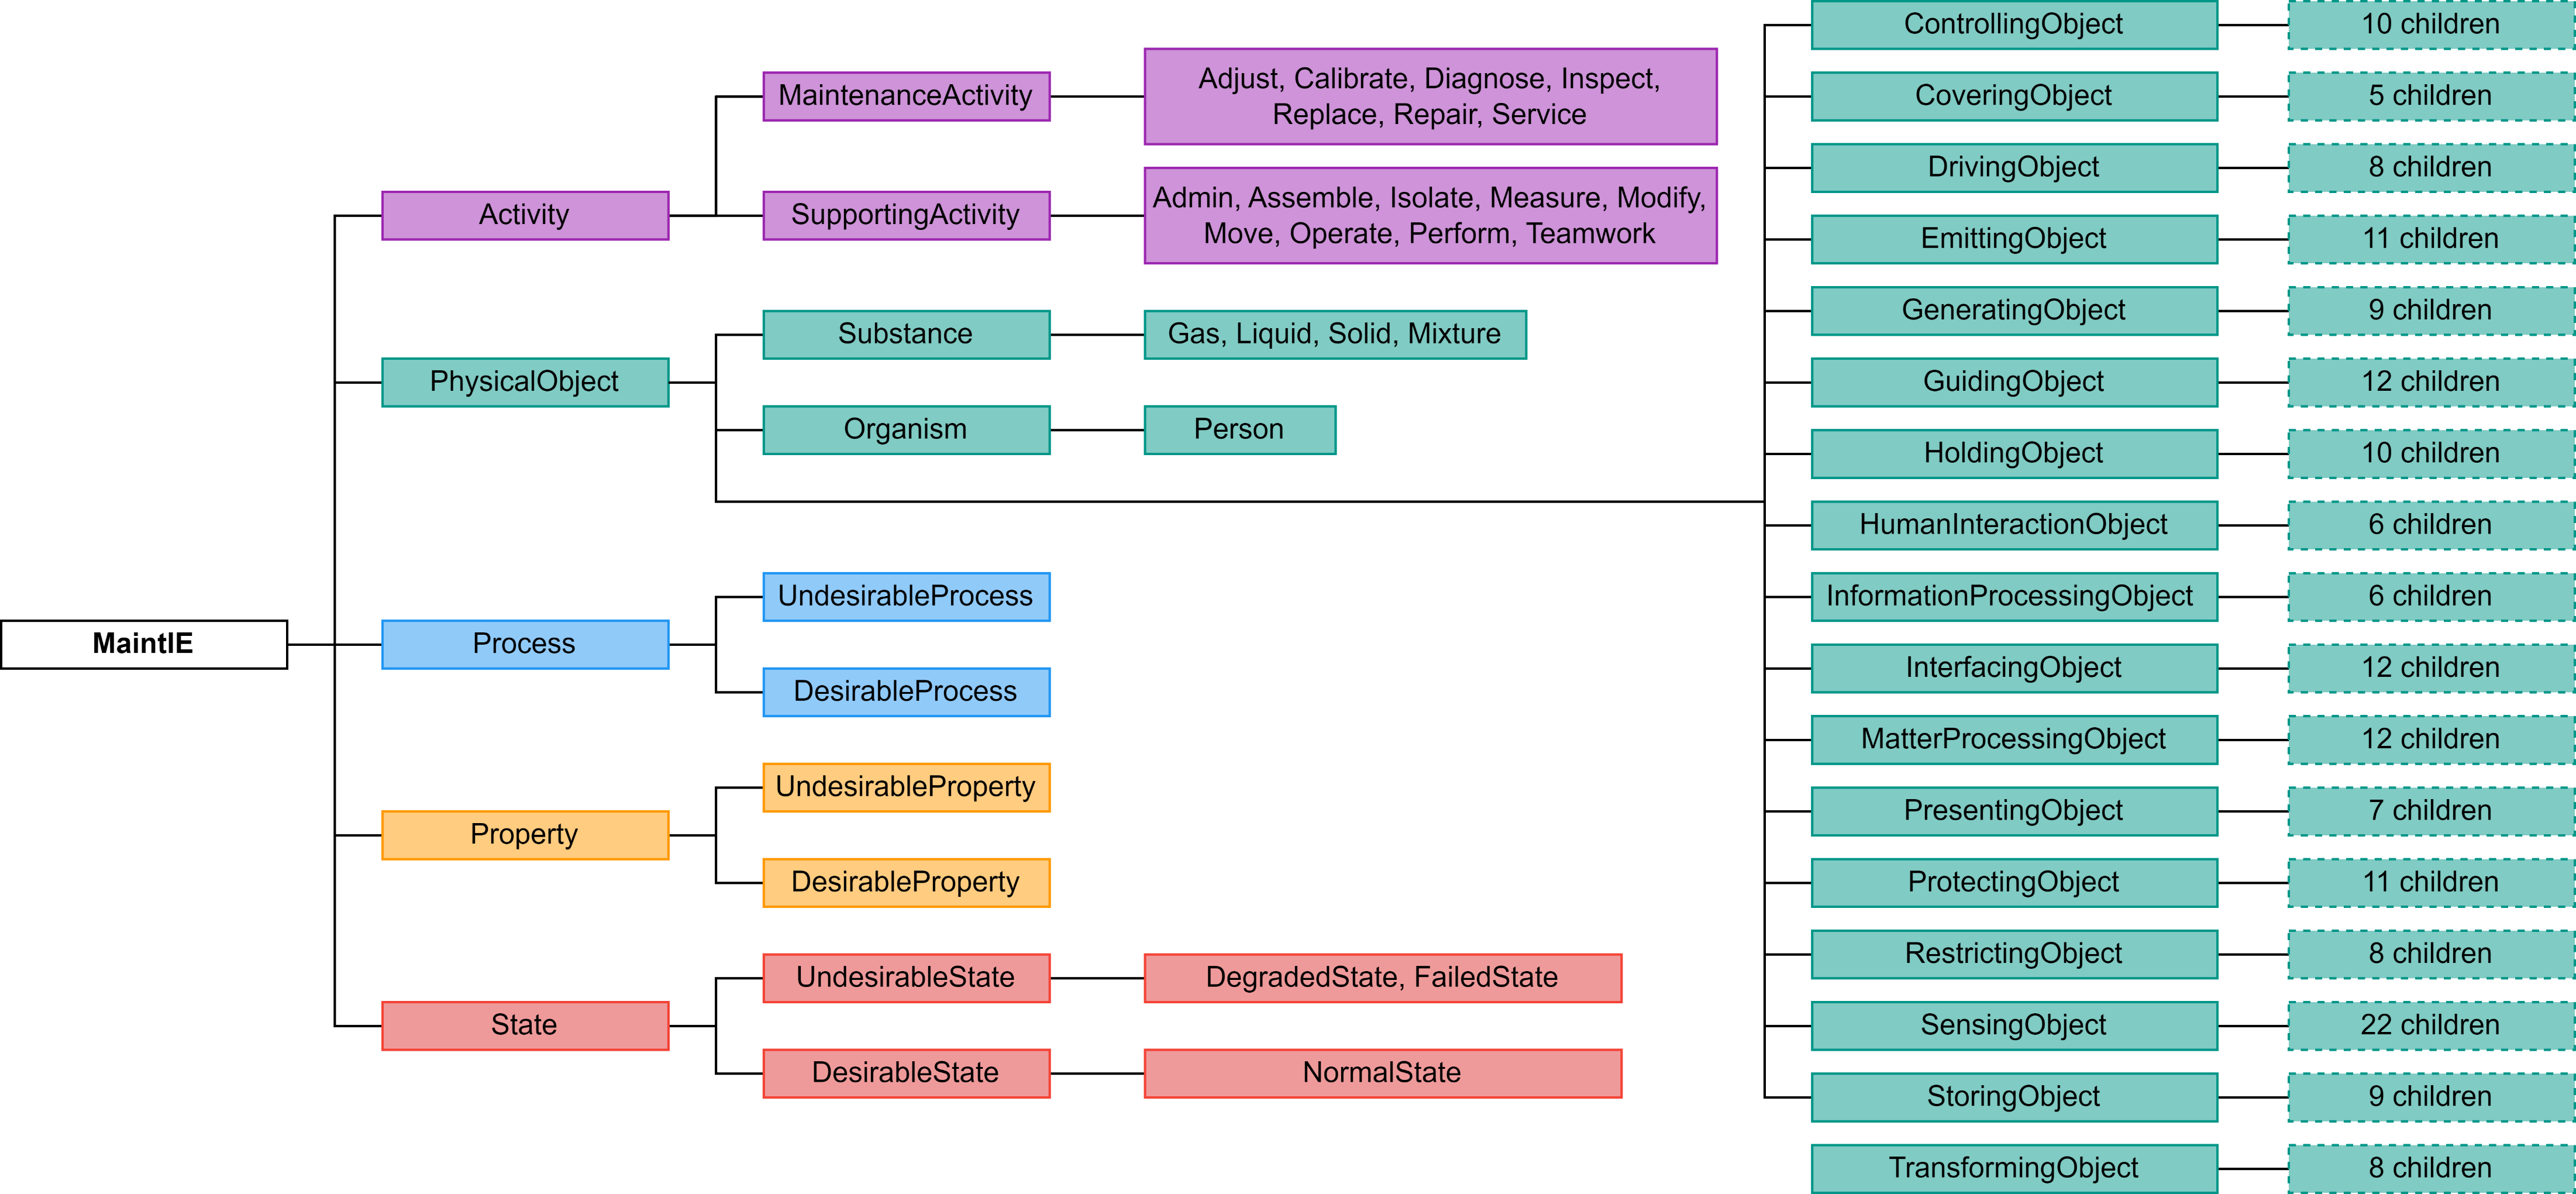 MaintIE
Activity
MaintenanceActivity
Adjust, Calibrate, Diagnose, Inspect,
Replace, Repair, Service
SupportingActivity
Admin, Assemble, Isolate, Measure, Modify,
Move, Operate, Perform, Teamwork
PhysicalObject
Substance
Gas, Liquid, Solid, Mixture
Organism
Person
ControllingObject
10 children
CoveringObject
5 children
DrivingObject
8 children
EmittingObject
11 children
GeneratingObject
9 children
GuidingObject
12 children
HoldingObject
10 children
HumanInteractionObject
6 children
InformationProcessingObject
6 children
InterfacingObject
12 children
MatterProcessingObject
12 children
PresentingObject
7 children
ProtectingObject
11 children
RestrictingObject
8 children
SensingObject
22 children
StoringObject
9 children
TransformingObject
8 children
Process
UndesirableProcess
DesirableProcess
Property
UndesirableProperty
DesirableProperty
State
UndesirableState
DegradedState, FailedState
DesirableState
NormalState